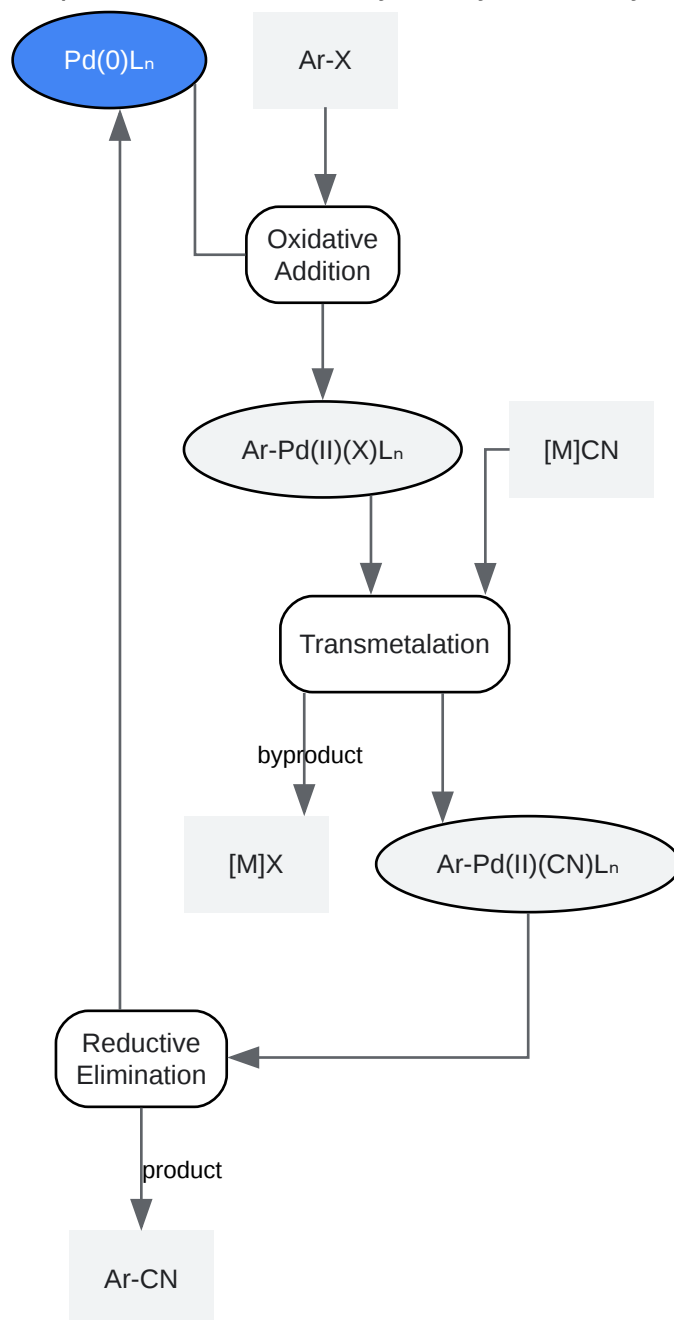 Pd(0)Lₙ
Ar-X
Oxidative
Addition
Ar-Pd(II)(X)Lₙ
[M]CN
Transmetalation
byproduct
[M]X
Ar-Pd(II)(CN)Lₙ
Reductive
Elimination
product
Ar-CN